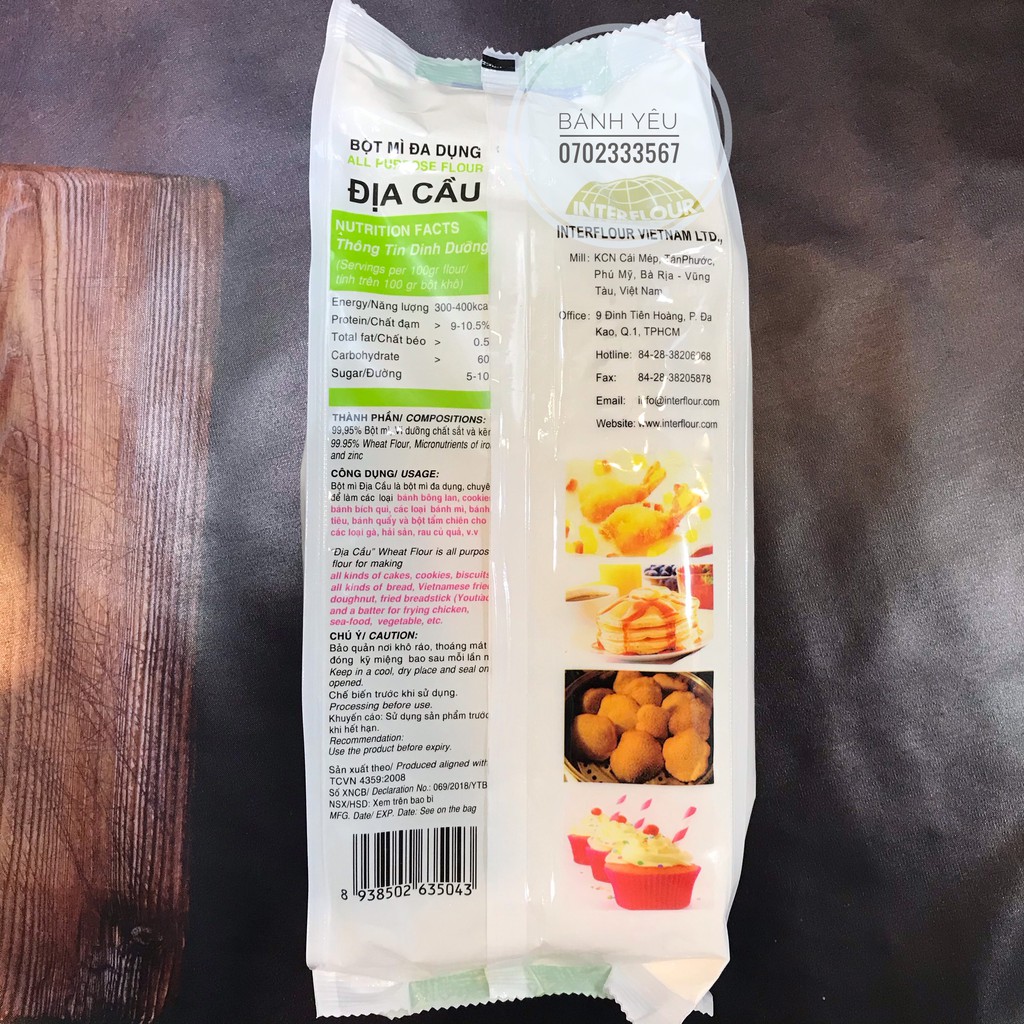 BỘT MÌ ĐA DỤNG
ALL PURPOSE FLOUR
ĐỊA CẦU
NUTRITION FACTS
Thông Tin Dinh Dưỡng
(Servings per 100gr flour/
tính trên 100 gr bột khô)
Energy/Năng lượng 300-400kca
Protein/Chất đạm > 9-10.5%
Total fat/Chất béo > 0.5
Carbohydrate > 60
Sugar/Đường 5-10
THÀNH PHẦN/ COMPOSITIONS:
99,95% Bột mì, Vi dưỡng chất sắt và kẽ
99.95% Wheat Flour, Micronutrients of iro
and zinc
CÔNG DỤNG/ USAGE:
Bột mì Địa Cầu là bột mì đa dụng, chuyê
để làm các loại bánh bông lan, cookie
bánh bích qui, các loại bánh mì, bánh
tiêu, bánh quẩy và bột tẩm chiên cho
các loại gà, hải sản, rau củ quả, v.v
"Địa Cầu" Wheat Flour is all purpos
flour for making
all kinds of cakes, cookies, biscuits
all kinds of bread, Vietnamese fried
doughnut, fried breadstick (Youtiao
and a batter for frying chicken,
sea-food, vegetable, etc.
CHÚ Ý/ CAUTION:
Bảo quản nơi khô ráo, thoáng mát
đóng kỹ miệng bao sau mỗi lần
Keep in a cool, dry place and seal on
opened.
Chế biến trước khi sử dụng.
Processing before use.
Khuyến cáo: Sử dụng sản phẩm trước
khi hết hạn.
Recommendation:
Use the product before expiry.
Sản xuất theo/ Produced aligned with
TCVN 4359:2008
Số XNCB/ Declaration No.: 069/2018/YTB
NSX/HSD: Xem trên bao bì
MFG. Date/ EXP. Date: See on the bag
8 938502 635043
BÁNH YÊU
0702333567
INTERFLOUR
INTERFLOUR VIETNAM LTD.,
Mill: KCN Cái Mép, TânPhước,
Phú Mỹ, Bà Rịa - Vũng
Tàu, Việt Nam
Office: 9 Đinh Tiên Hoàng, P. Đa
Kao, Q.1, TPHCM
Hotline: 84-28-38206068
Fax: 84-28-38205878
Email: info@interflour.com
Website: www.interflour.com